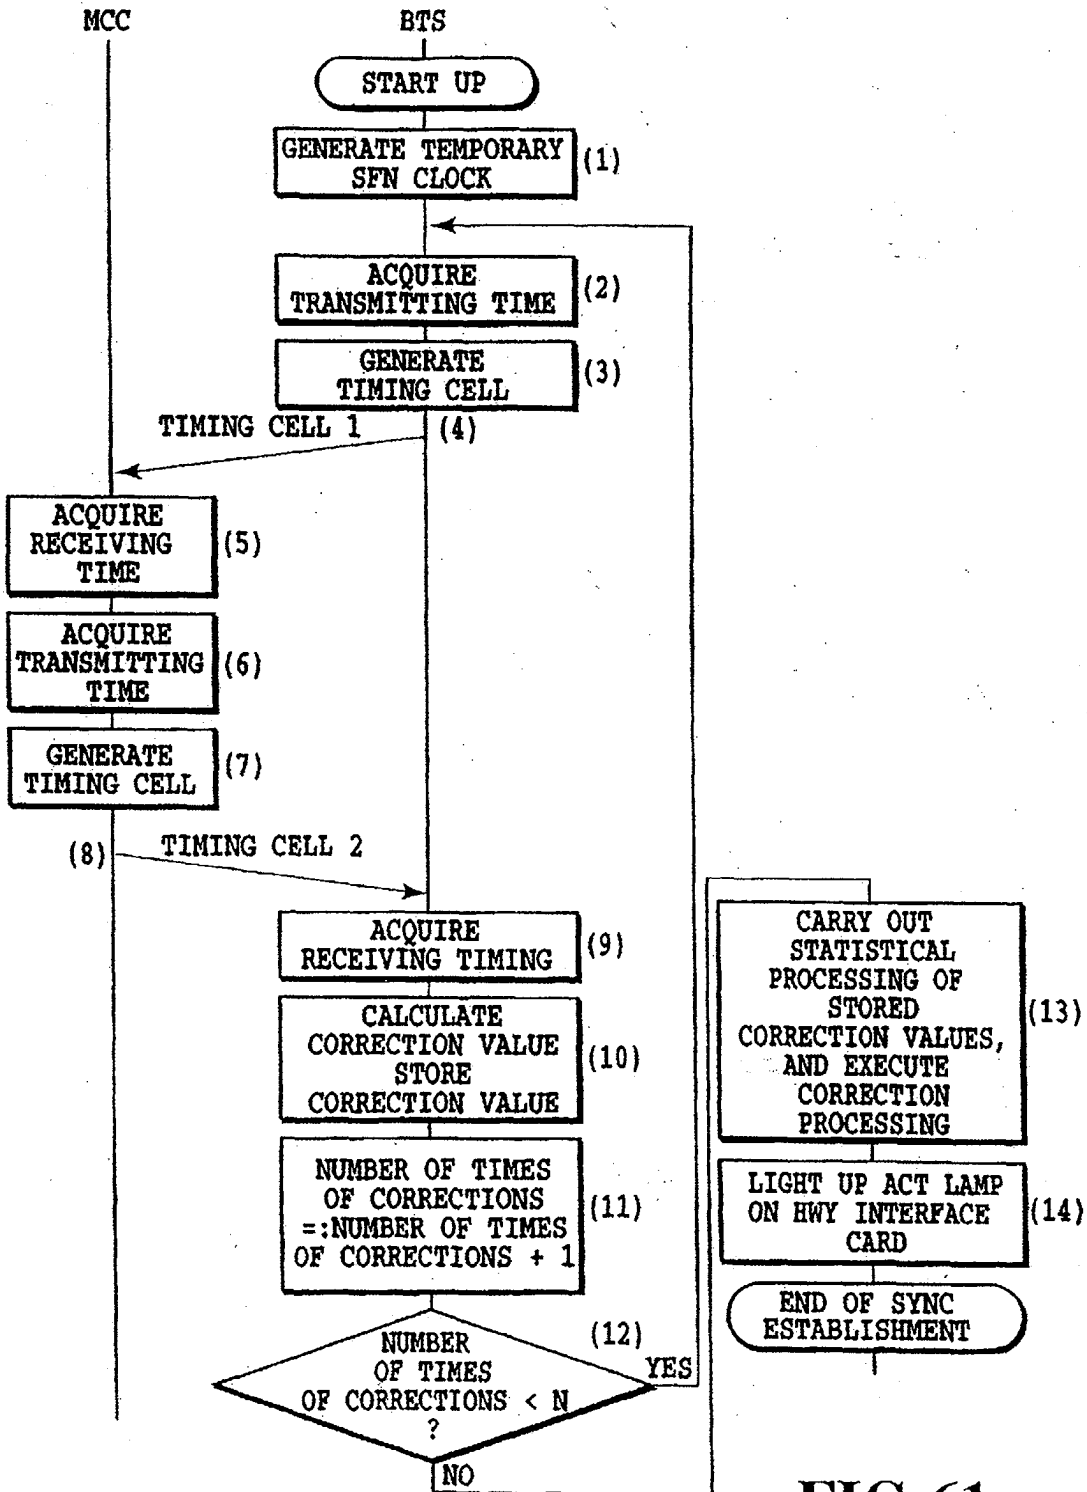 MCC
BTS
START UP
GENERATE TEMPORARY
SFN CLOCK
(1)
ACQUIRE
TRANSMITTING TIME
(2)
GENERATE
TIMING CELL
(3)
TIMING CELL 1
(4)
ACQUIRE
RECEIVING
TIME
(5)
ACQUIRE
TRANSMITTING
TIME
(6)
GENERATE
TIMING CELL
(7)
(8)
TIMING CELL 2
ACQUIRE
RECEIVING TIMING
(9)
CALCULATE
CORRECTION VALUE
STORE
CORRECTION VALUE
(10)
NUMBER OF TIMES
OF CORRECTIONS
=:NUMBER OF TIMES
OF CORRECTIONS + 1
(11)
NUMBER
OF TIMES
OF CORRECTIONS < N
?
(12)
YES
NO
CARRY OUT
STATISTICAL
PROCESSING OF
STORED
CORRECTION VALUES,
AND EXECUTE
CORRECTION
PROCESSING
(13)
LIGHT UP ACT LAMP
ON HWY INTERFACE
CARD
(14)
END OF SYNC
ESTABLISHMENT
FIG.61